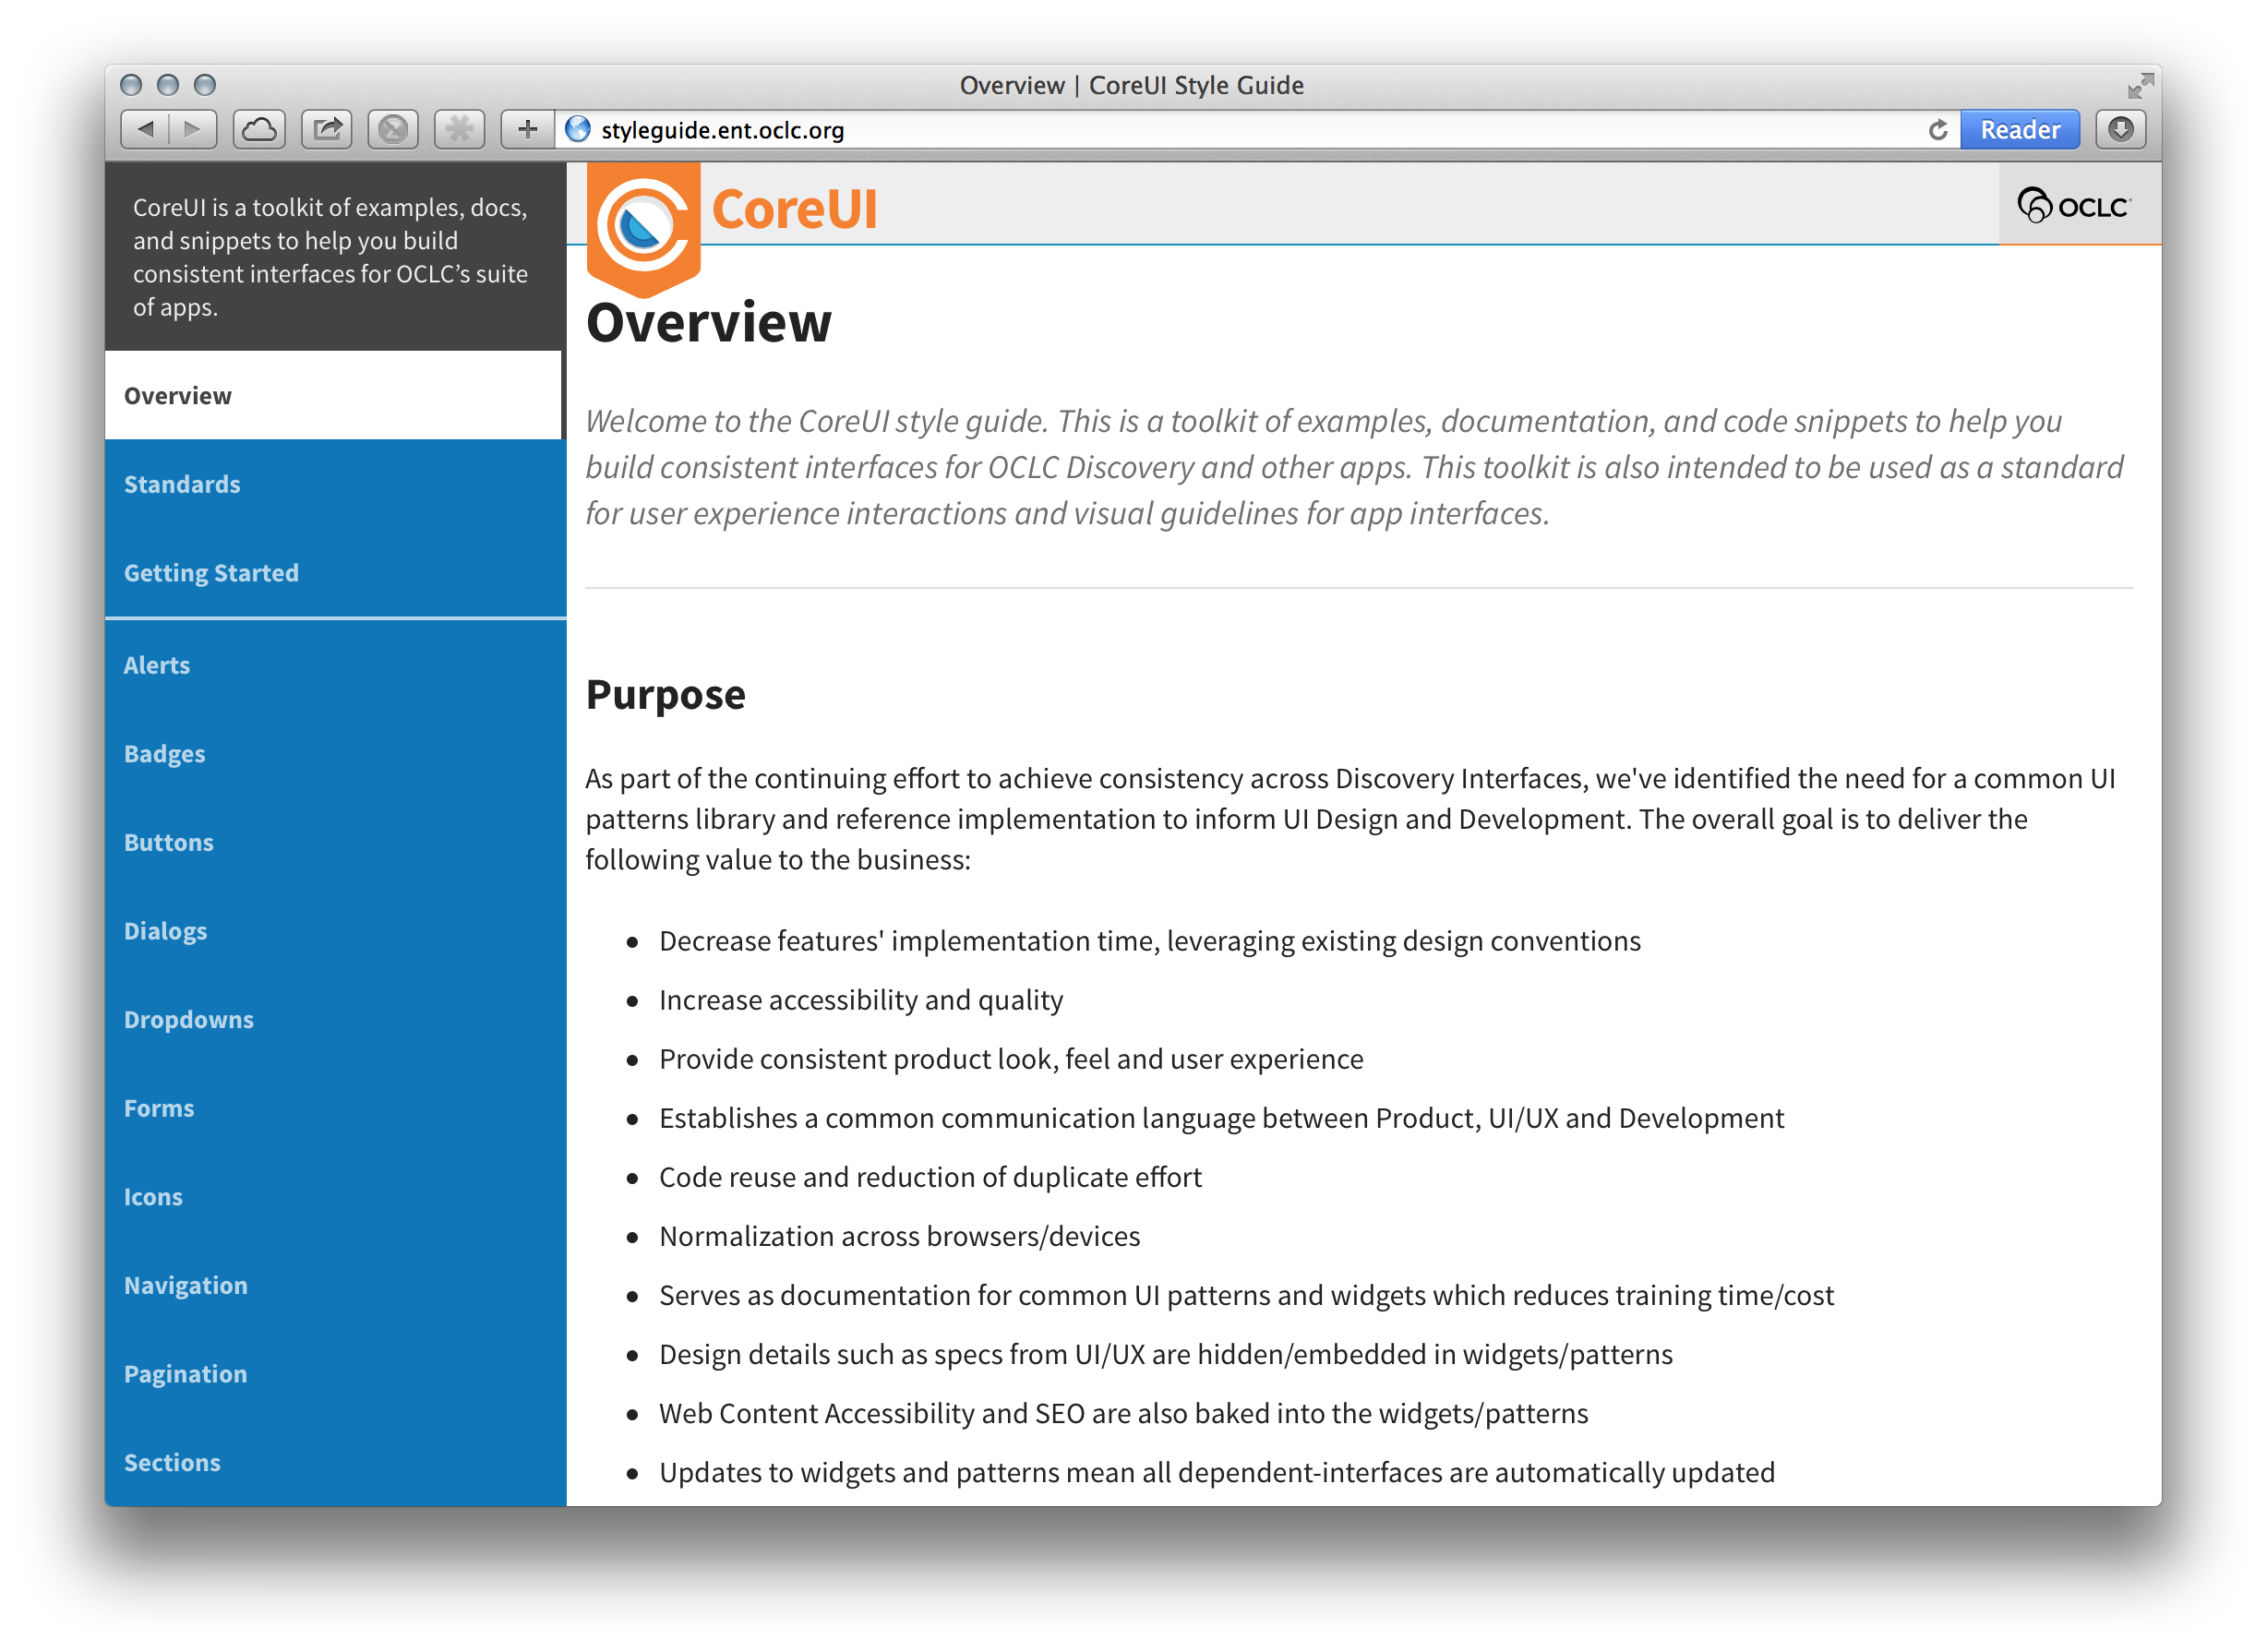 Overview | CoreUI Style Guide
styleguide.ent.oclc.org
Reader
CoreUI is a toolkit of examples, docs,
and snippets to help you build
consistent interfaces for OCLC’s suite
of apps.
Overview
Standards
Getting Started
Alerts
Badges
Buttons
Dialogs
Dropdowns
Forms
Icons
Navigation
Pagination
Sections
CoreUI
OCLC
Overview
Welcome to the CoreUI style guide. This is a toolkit of examples, documentation, and code snippets to help you
build consistent interfaces for OCLC Discovery and other apps. This toolkit is also intended to be used as a standard
for user experience interactions and visual guidelines for app interfaces.
Purpose
As part of the continuing effort to achieve consistency across Discovery Interfaces, we've identified the need for a common UI
patterns library and reference implementation to inform UI Design and Development. The overall goal is to deliver the
following value to the business:
• Decrease features' implementation time, leveraging existing design conventions
• Increase accessibility and quality
• Provide consistent product look, feel and user experience
• Establishes a common communication language between Product, UI/UX and Development
• Code reuse and reduction of duplicate effort
• Normalization across browsers/devices
• Serves as documentation for common UI patterns and widgets which reduces training time/cost
• Design details such as specs from UI/UX are hidden/embedded in widgets/patterns
• Web Content Accessibility and SEO are also baked into the widgets/patterns
• Updates to widgets and patterns mean all dependent-interfaces are automatically updated